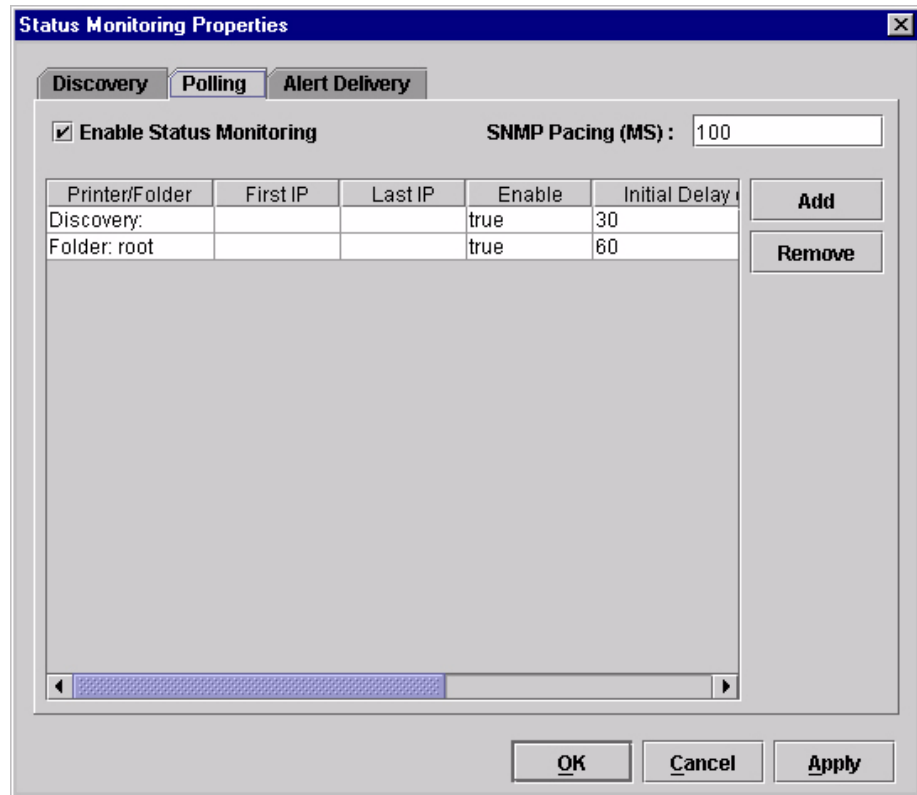 Status Monitoring Properties
Discovery Polling Alert Delivery
Enable Status Monitoring SNMP Pacing (MS) : 100
Printer/Folder First IP Last IP Enable Initial Delay
Discovery: true 30
Folder: root true 60
Add
Remove
OK Cancel Apply